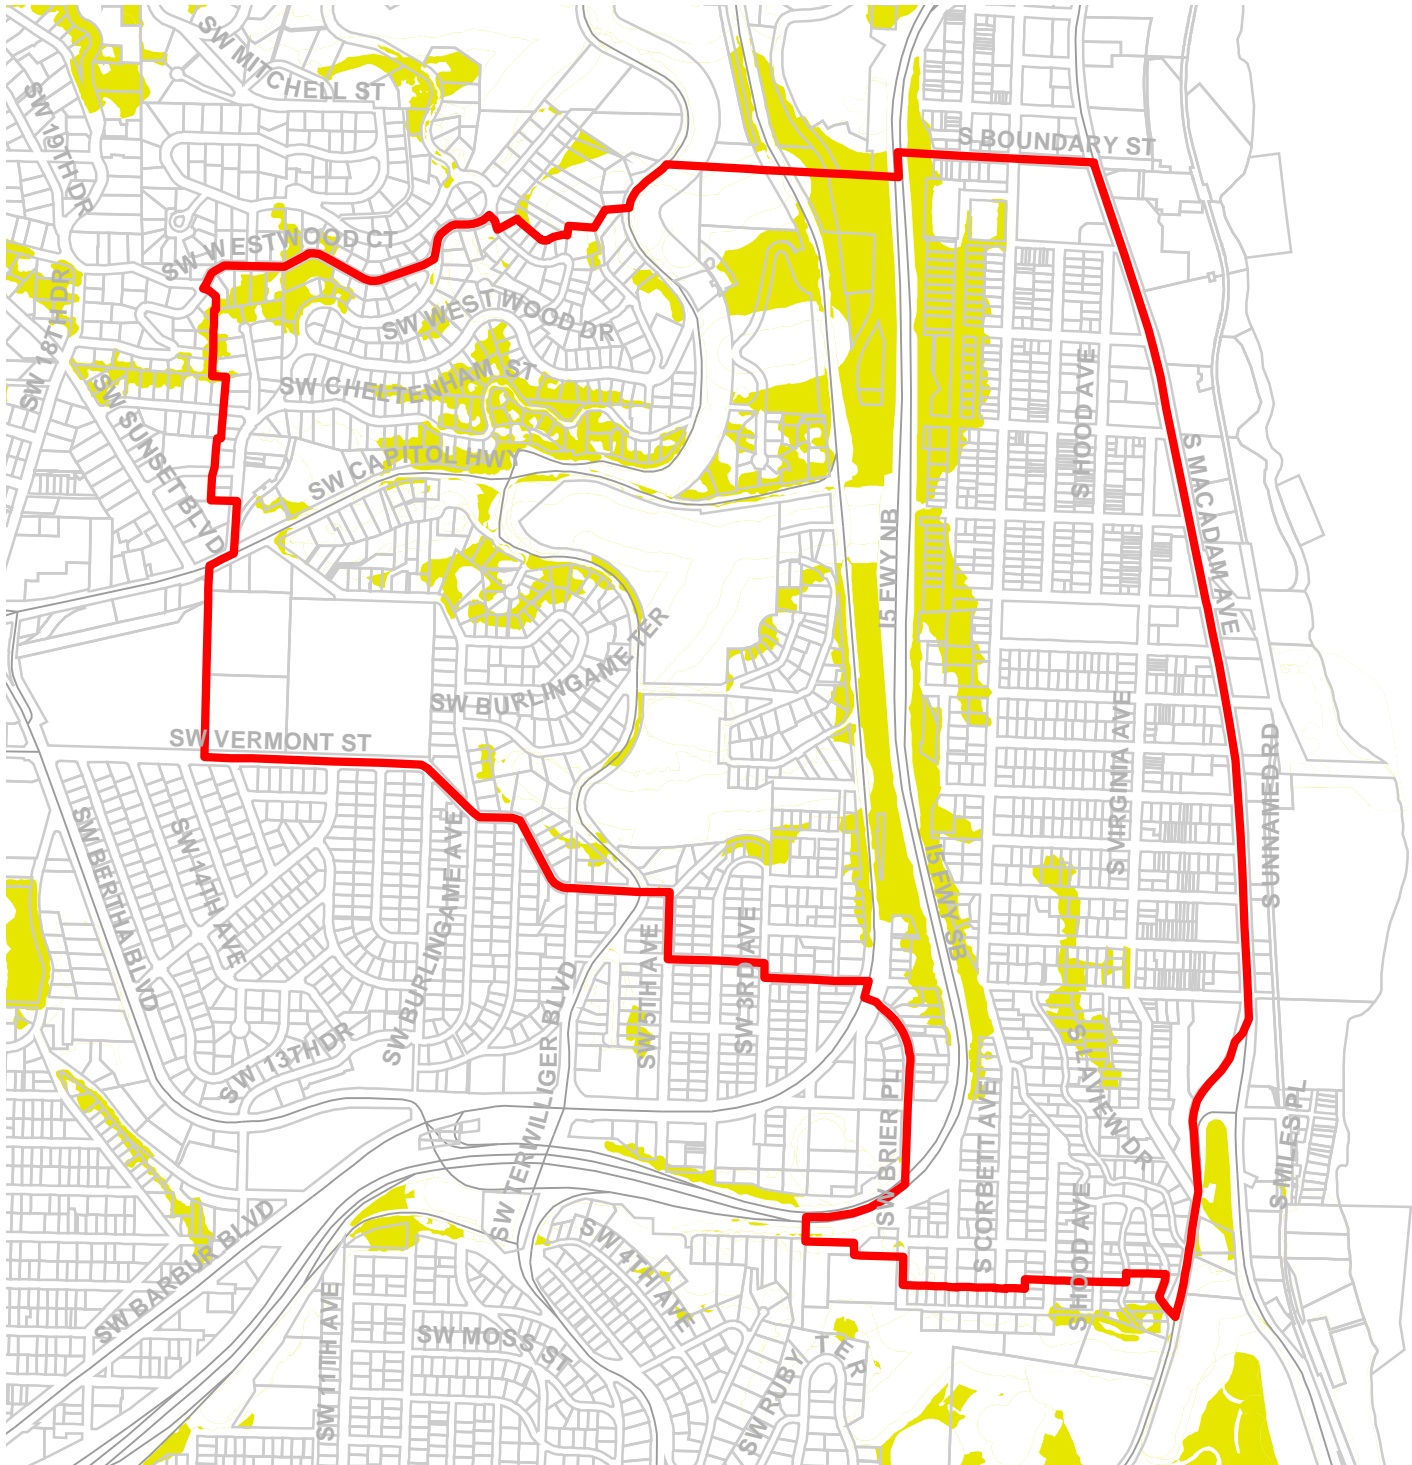 SW MITCHELL ST
SW 19TH DR
S BOUNDARY ST
SW WESTWOOD CT
SW WESTWOOD DR
SW 18TH DR
SW CHELTENHAM ST
S HOOD AVE
SW SUNSET BLVD
SW CAPITOL HWY
S MACADAM AVE
I5 FWY NB
SW BURLINGAME TER
SW VERMONT ST
S VIRGINIA AVE
S UNNAMED RD
SW BERTHA BLVD
SW 14TH AVE
SW BURLINGAME AVE
I5 FWY SB
SW 5TH AVE
SW 3RD AVE
SW TERWILLIGER BLVD
SW 13TH DR
S SEAVIEW DR
SW BRIER PL
S CORBETT AVE
S MILES PL
S HOOD AVE
SW BARBUR BLVD
SW 4TH AVE
SW 11TH AVE
SW MOSS ST
SW RUBY TER